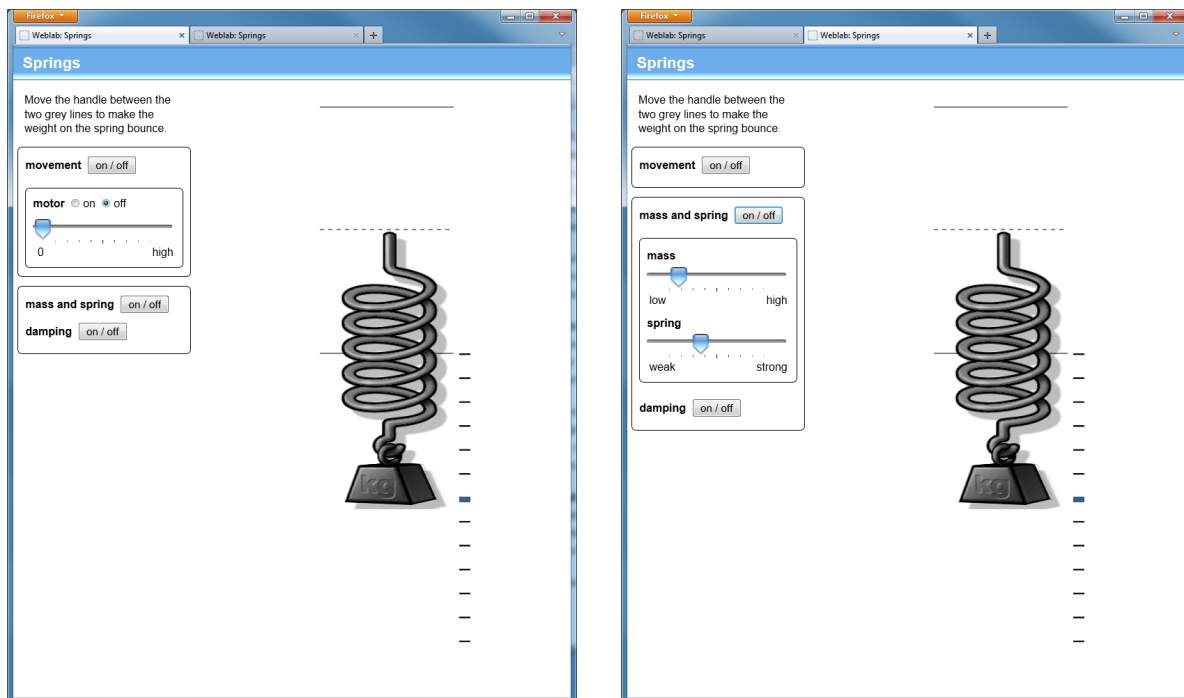 Firefox
Weblab: Springs
Weblab: Springs
Springs
Move the handle between the
two grey lines to make the
weight on the spring bounce.
movement on / off
motor on off
0 high
mass and spring on / off
damping on / off
kg
Firefox
Weblab: Springs
Weblab: Springs
Springs
Move the handle between the
two grey lines to make the
weight on the spring bounce.
movement on / off
mass and spring on / off
mass
low high
spring
weak strong
damping on / off
kg